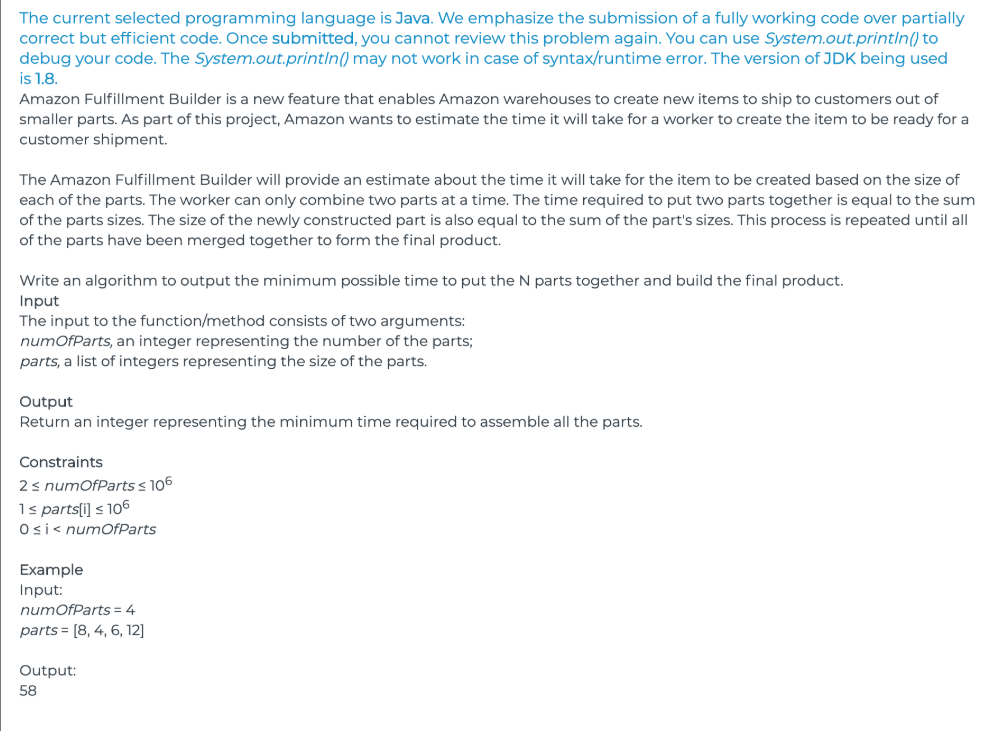 The current selected programming language is Java. We emphasize the submission of a fully working code over partially
correct but efficient code. Once submitted, you cannot review this problem again. You can use System.out.println() to
debug your code. The System.out.println() may not work in case of syntax/runtime error. The version of JDK being used
is 1.8.
Amazon Fulfillment Builder is a new feature that enables Amazon warehouses to create new items to ship to customers out of
smaller parts. As part of this project, Amazon wants to estimate the time it will take for a worker to create the item to be ready for a
customer shipment.
The Amazon Fulfillment Builder will provide an estimate about the time it will take for the item to be created based on the size of
each of the parts. The worker can only combine two parts at a time. The time required to put two parts together is equal to the sum
of the parts sizes. The size of the newly constructed part is also equal to the sum of the part's sizes. This process is repeated until all
of the parts have been merged together to form the final product.
Write an algorithm to output the minimum possible time to put the N parts together and build the final product.
Input
The input to the function/method consists of two arguments:
numOfParts, an integer representing the number of the parts;
parts, a list of integers representing the size of the parts.
Output
Return an integer representing the minimum time required to assemble all the parts.
Constraints
2 ≤ numOfParts ≤ 10⁶
1 ≤ parts[i] ≤ 10⁶
0 ≤ i < numOfParts
Example
Input:
numOfParts = 4
parts = [8, 4, 6, 12]
Output:
58